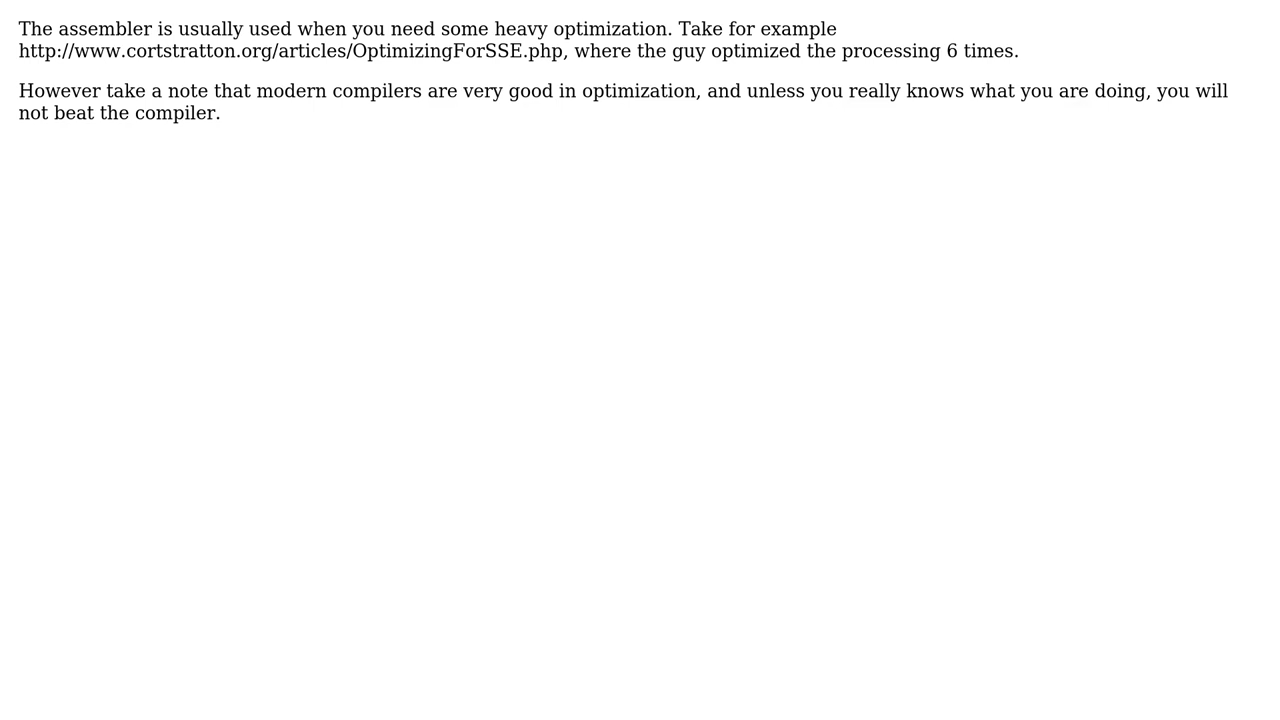 The assembler is usually used when you need some heavy optimization. Take for example
http://www.cortstratton.org/articles/OptimizingForSSE.php, where the guy optimized the processing 6 times.
However take a note that modern compilers are very good in optimization, and unless you really knows what you are doing, you will
not beat the compiler.